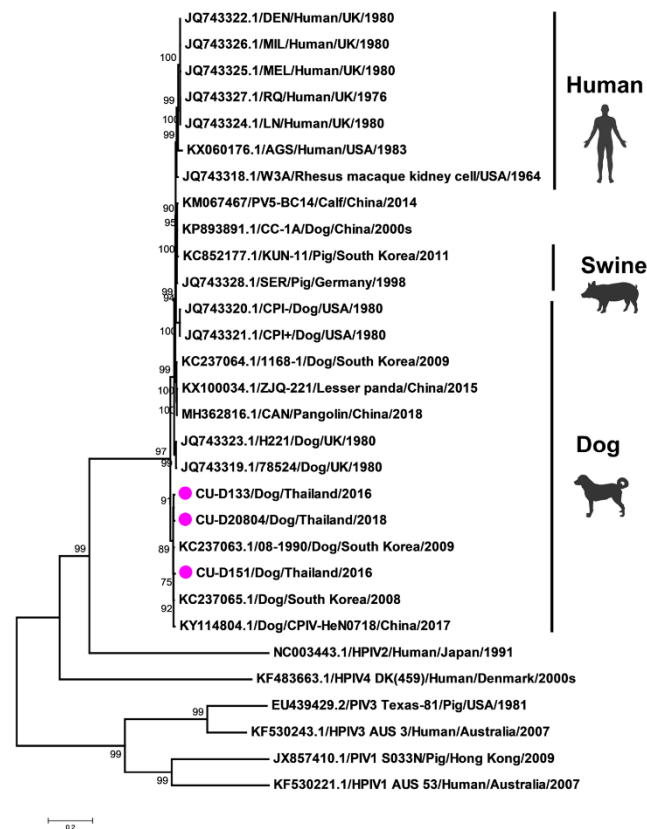 JQ743322.1/DEN/Human/UK/1980
JQ743326.1/MIL/Human/UK/1980
100
JQ743325.1/MEL/Human/UK/1980
Human
99
JQ743327.1/RQ/Human/UK/1976
100
JQ743324.1/LN/Human/UK/1980
99
KX060176.1/AGS/Human/USA/1983
JQ743318.1/W3A/Rhesus macaque kidney cell/USA/1964
90
KM067467/PV5-BC14/Calf/China/2014
95
KP893891.1/CC-1A/Dog/China/2000s
100
KC852177.1/KUN-11/Pig/South Korea/2011
Swine
99
JQ743328.1/SER/Pig/Germany/1998
94
JQ743320.1/CPI-/Dog/USA/1980
100
JQ743321.1/CPI+/Dog/USA/1980
99
KC237064.1/1168-1/Dog/South Korea/2009
100
KX100034.1/ZJQ-221/Lesser panda/China/2015
100
MH362816.1/CAN/Pangolin/China/2018
97
JQ743323.1/H221/Dog/UK/1980
Dog
99
JQ743319.1/78524/Dog/UK/1980
91
CU-D133/Dog/Thailand/2016
CU-D20804/Dog/Thailand/2018
89
KC237063.1/08-1990/Dog/South Korea/2009
99
CU-D151/Dog/Thailand/2016
75
KC237065.1/Dog/South Korea/2008
92
KY114804.1/Dog/CPIV-HeN0718/China/2017
NC003443.1/HPIV2/Human/Japan/1991
KF483663.1/HPIV4 DK(459)/Human/Denmark/2000s
EU439429.2/PIV3 Texas-81/Pig/USA/1981
99
KF530243.1/HPIV3 AUS 3/Human/Australia/2007
99
JX857410.1/PIV1 S033N/Pig/Hong Kong/2009
99
KF530221.1/HPIV1 AUS 53/Human/Australia/2007
0.2